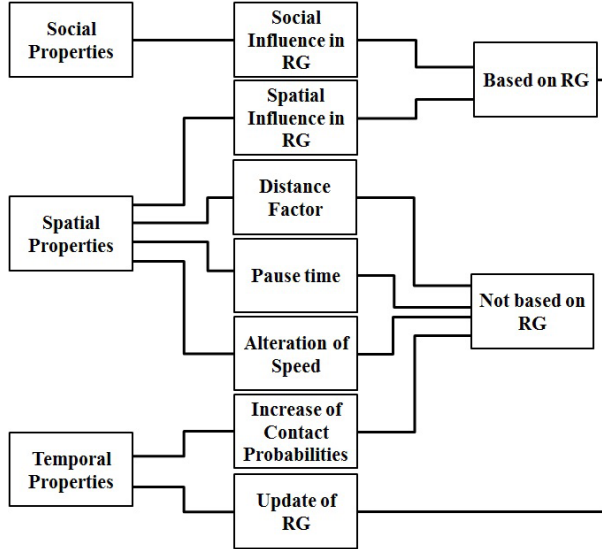 Social
Properties
Social
Influence in
RG
Based on RG
Spatial
Influence in
RG
Spatial
Properties
Distance
Factor
Pause time
Not based on
RG
Alteration of
Speed
Temporal
Properties
Increase of
Contact
Probabilities
Update of
RG